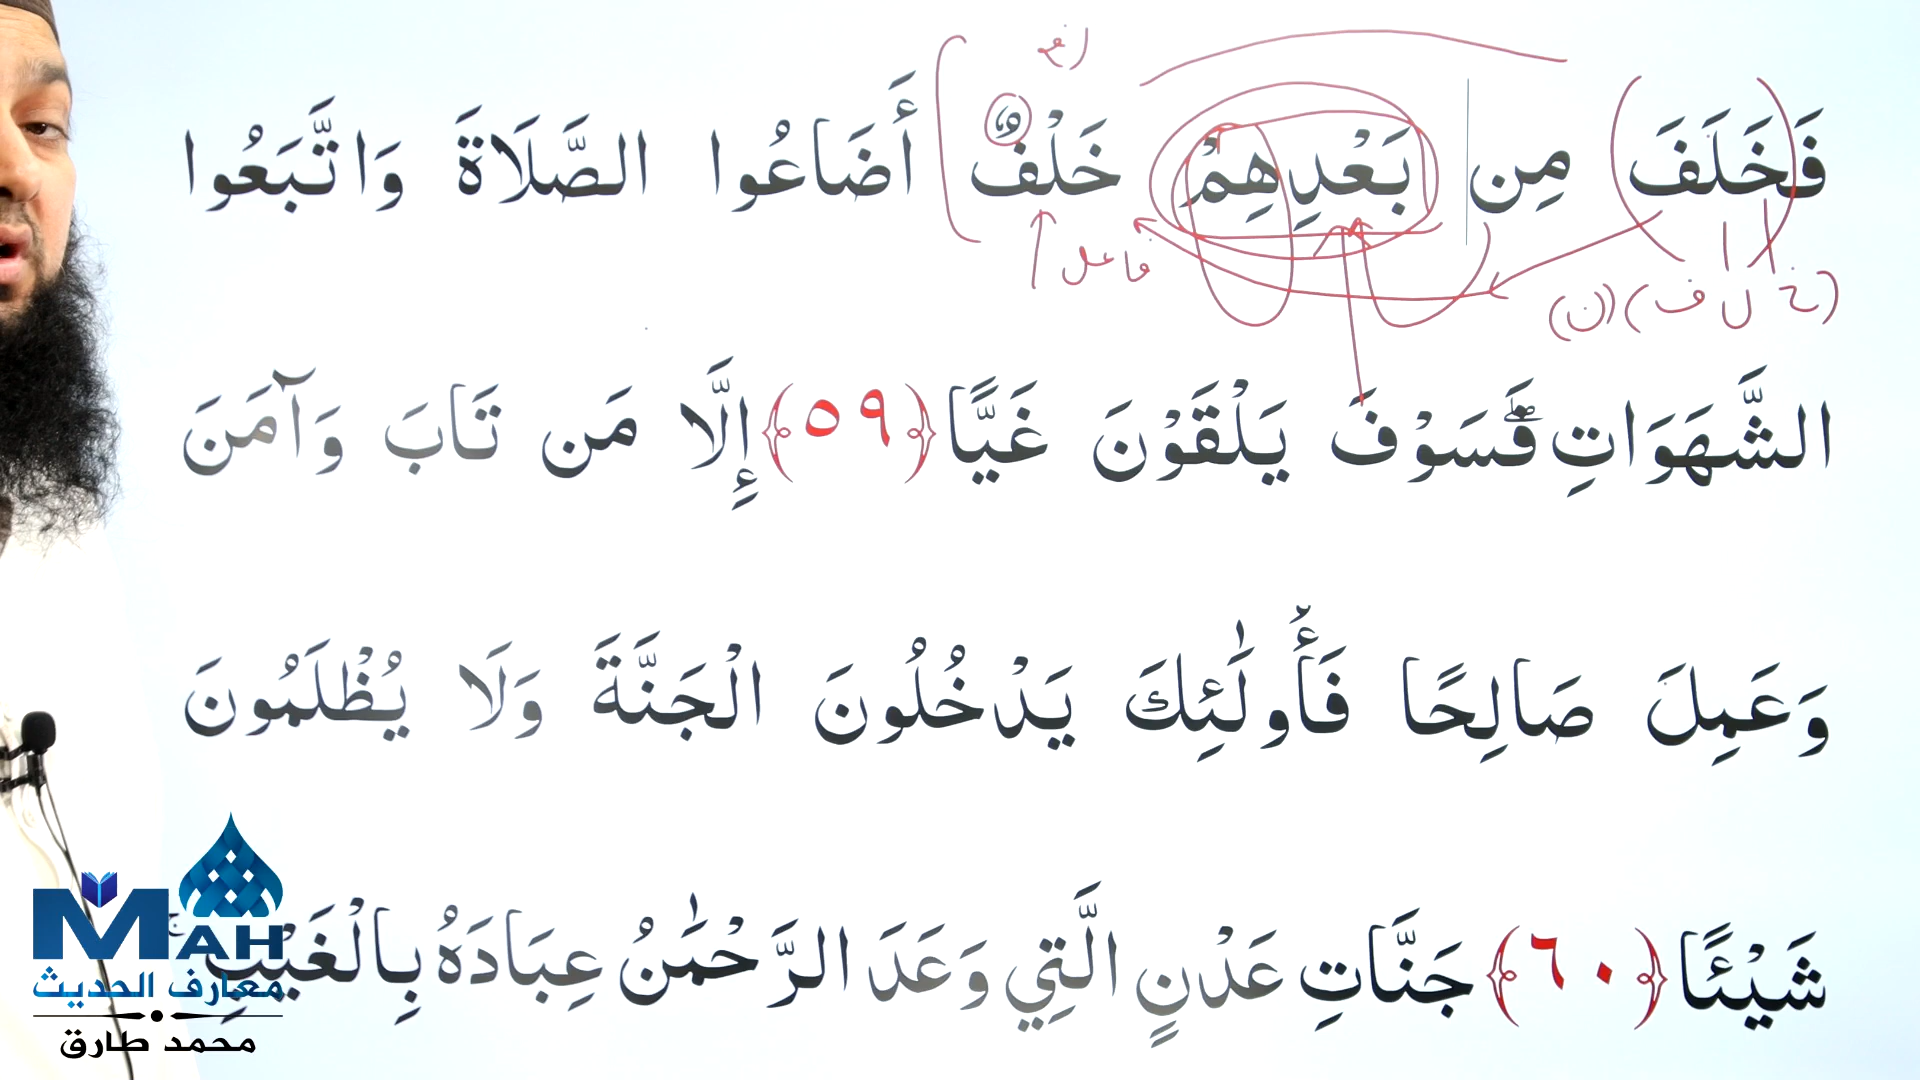 فَخَلَفَ مِن بَعْدِهِمْ خَلْفٌ أَضَاعُوا الصَّلَاةَ وَاتَّبَعُوا
فاعل
(خ ل ف) (ن)
الشَّهَوَاتِ ۖ فَسَوْفَ يَلْقَوْنَ غَيًّا ﴿٥٩﴾ إِلَّا مَن تَابَ وَآمَنَ
وَعَمِلَ صَالِحًا فَأُولَٰئِكَ يَدْخُلُونَ الْجَنَّةَ وَلَا يُظْلَمُونَ
شَيْئًا ﴿٦٠﴾ جَنَّاتِ عَدْنٍ الَّتِي وَعَدَ الرَّحْمَٰنُ عِبَادَهُ بِالْغَيْبِ ۚ
MAH
معارف الحديث
محمد طارق